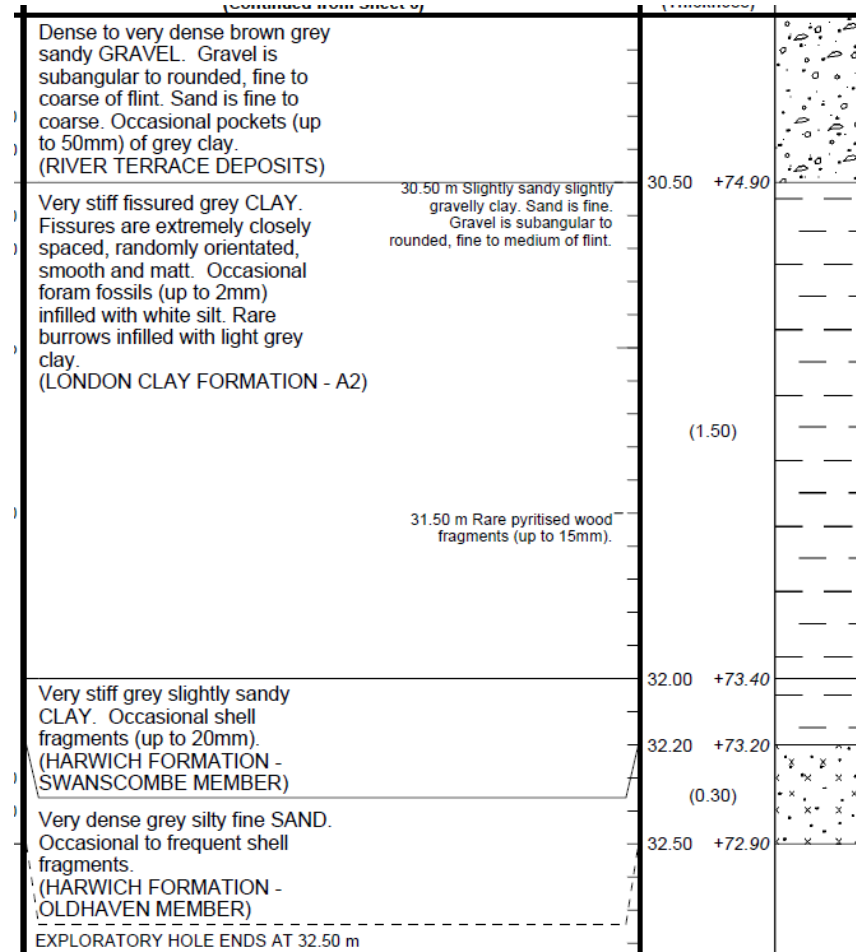 (Continued from Sheet
(Thickness)
Dense to very dense brown grey
sandy GRAVEL. Gravel is
subangular to rounded, fine to
coarse of flint. Sand is fine to
coarse. Occasional pockets (up
to 50mm) of grey clay.
(RIVER TERRACE DEPOSITS)
30.50 m Slightly sandy slightly
gravelly clay. Sand is fine.
Gravel is subangular to
rounded, fine to medium of flint.
30.50 +74.90
Very stiff fissured grey CLAY.
Fissures are extremely closely
spaced, randomly orientated,
smooth and matt. Occasional
foram fossils (up to 2mm)
infilled with white silt. Rare
burrows infilled with light grey
clay.
(LONDON CLAY FORMATION - A2)
(1.50)
31.50 m Rare pyritised wood
fragments (up to 15mm).
32.00 +73.40
Very stiff grey slightly sandy
CLAY. Occasional shell
fragments (up to 20mm).
(HARWICH FORMATION -
SWANSCOMBE MEMBER)
32.20 +73.20
(0.30)
Very dense grey silty fine SAND.
Occasional to frequent shell
fragments.
(HARWICH FORMATION -
OLDHAVEN MEMBER)
32.50 +72.90
EXPLORATORY HOLE ENDS AT 32.50 m